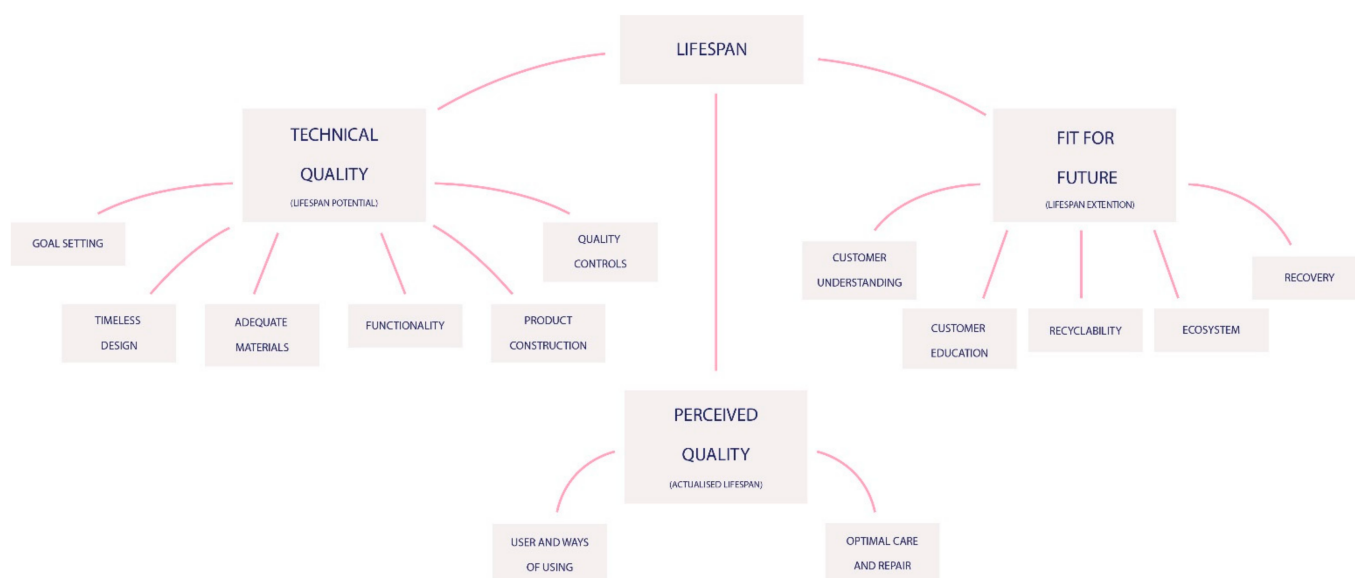 LIFESPAN
TECHNICAL
QUALITY
(LIFESPAN POTENTIAL)
GOAL SETTING
TIMELESS
DESIGN
ADEQUATE
MATERIALS
FUNCTIONALITY
PRODUCT
CONSTRUCTION
QUALITY
CONTROLS
PERCEIVED
QUALITY
(ACTUALISED LIFESPAN)
USER AND WAYS
OF USING
OPTIMAL CARE
AND REPAIR
FIT FOR
FUTURE
(LIFESPAN EXTENTION)
CUSTOMER
UNDERSTANDING
CUSTOMER
EDUCATION
RECYCLABILITY
ECOSYSTEM
RECOVERY